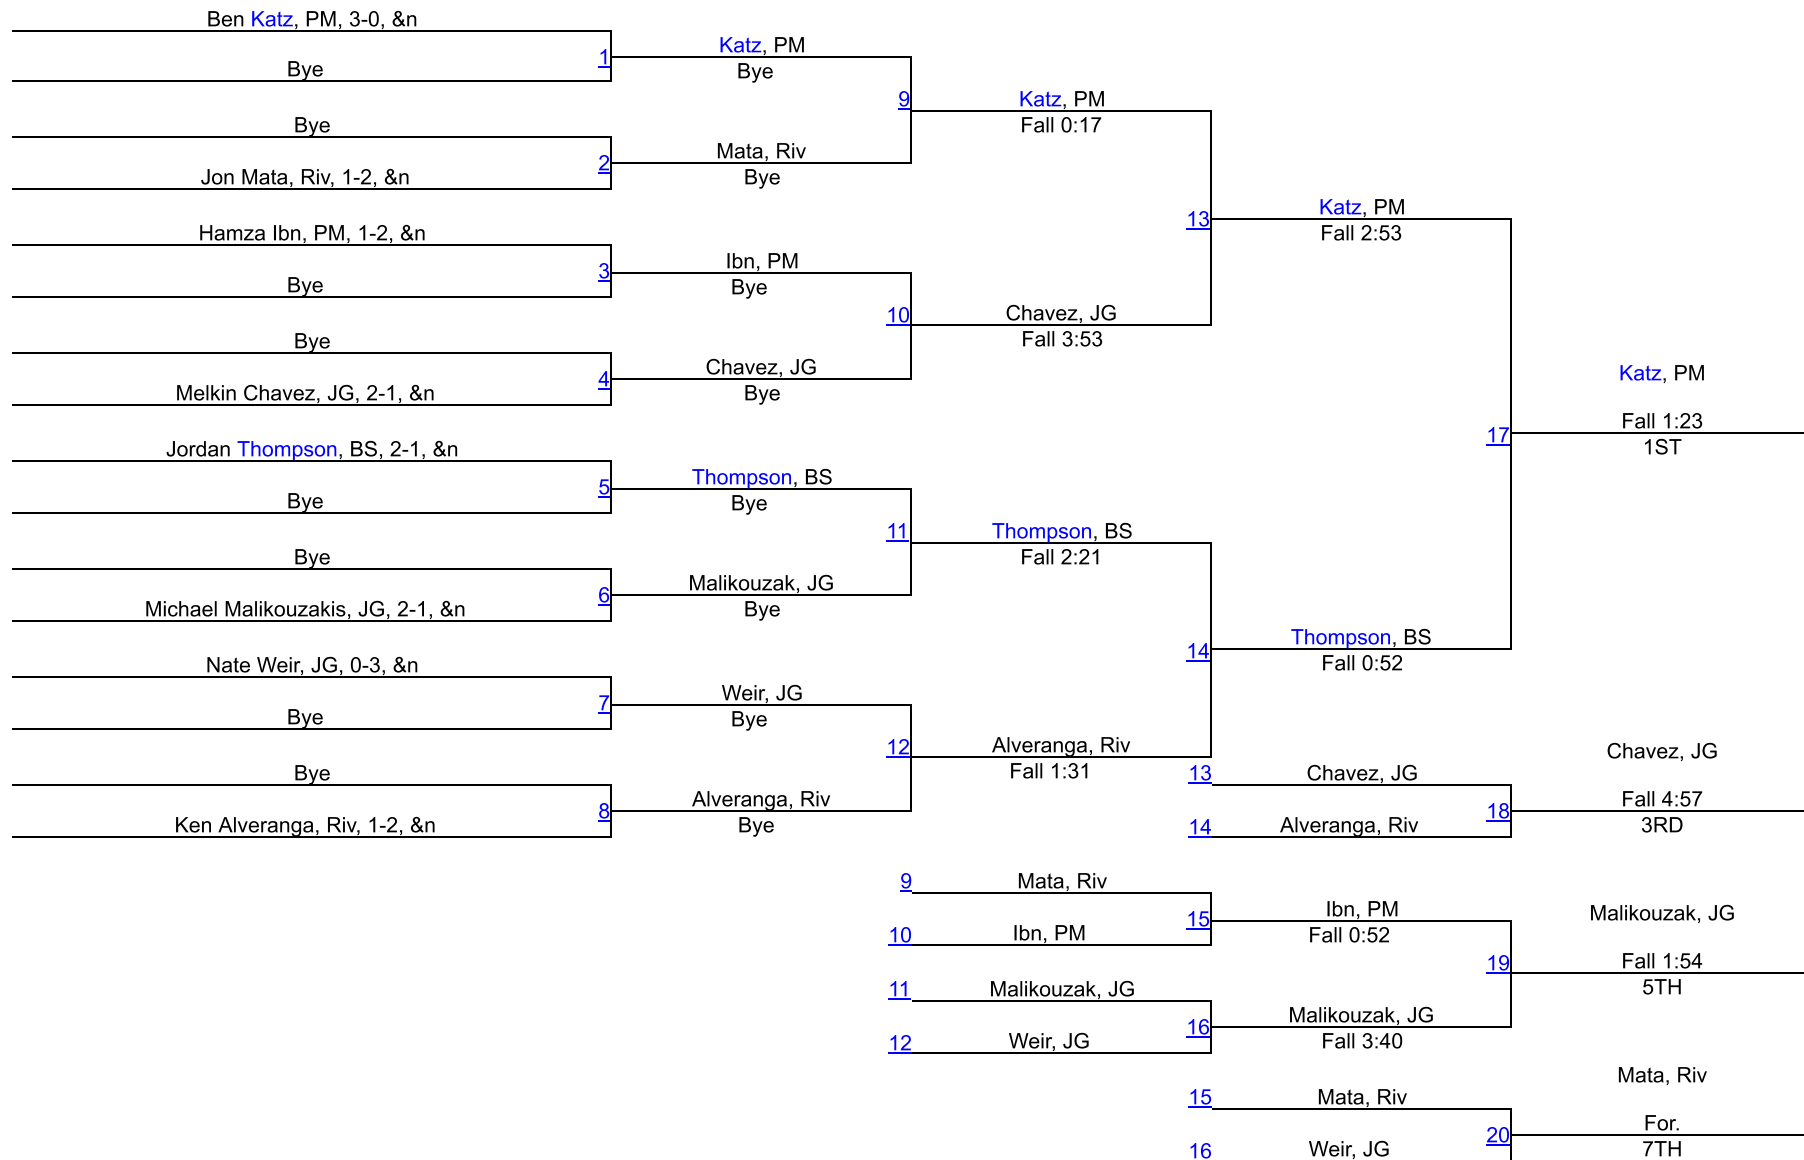 Ben Katz, PM, 3-0, &n
Bye
1
Bye
Jon Mata, Riv, 1-2, &n
2
Hamza Ibn, PM, 1-2, &n
Bye
3
Bye
Melkin Chavez, JG, 2-1, &n
4
Jordan Thompson, BS, 2-1, &n
Bye
5
Bye
Michael Malikouzakis, JG, 2-1, &n
6
Nate Weir, JG, 0-3, &n
Bye
7
Bye
Ken Alveranga, Riv, 1-2, &n
8
Katz, PM
Bye
9
Mata, Riv
Bye
Ibn, PM
Bye
10
Chavez, JG
Bye
Thompson, BS
Bye
11
Malikouzak, JG
Bye
Weir, JG
Bye
12
Alveranga, Riv
Bye
Katz, PM
Fall 0:17
13
Chavez, JG
Fall 3:53
Thompson, BS
Fall 2:21
14
Alveranga, Riv
Fall 1:31
Katz, PM
Fall 2:53
17
Thompson, BS
Fall 0:52
Katz, PM
Fall 1:23
1ST
13
Chavez, JG
14
Alveranga, Riv
18
Chavez, JG
Fall 4:57
3RD
9
Mata, Riv
10
Ibn, PM
15
11
Malikouzak, JG
12
Weir, JG
16
Ibn, PM
Fall 0:52
19
Malikouzak, JG
Fall 3:40
Malikouzak, JG
Fall 1:54
5TH
15
Mata, Riv
16
Weir, JG
20
Mata, Riv
For.
7TH